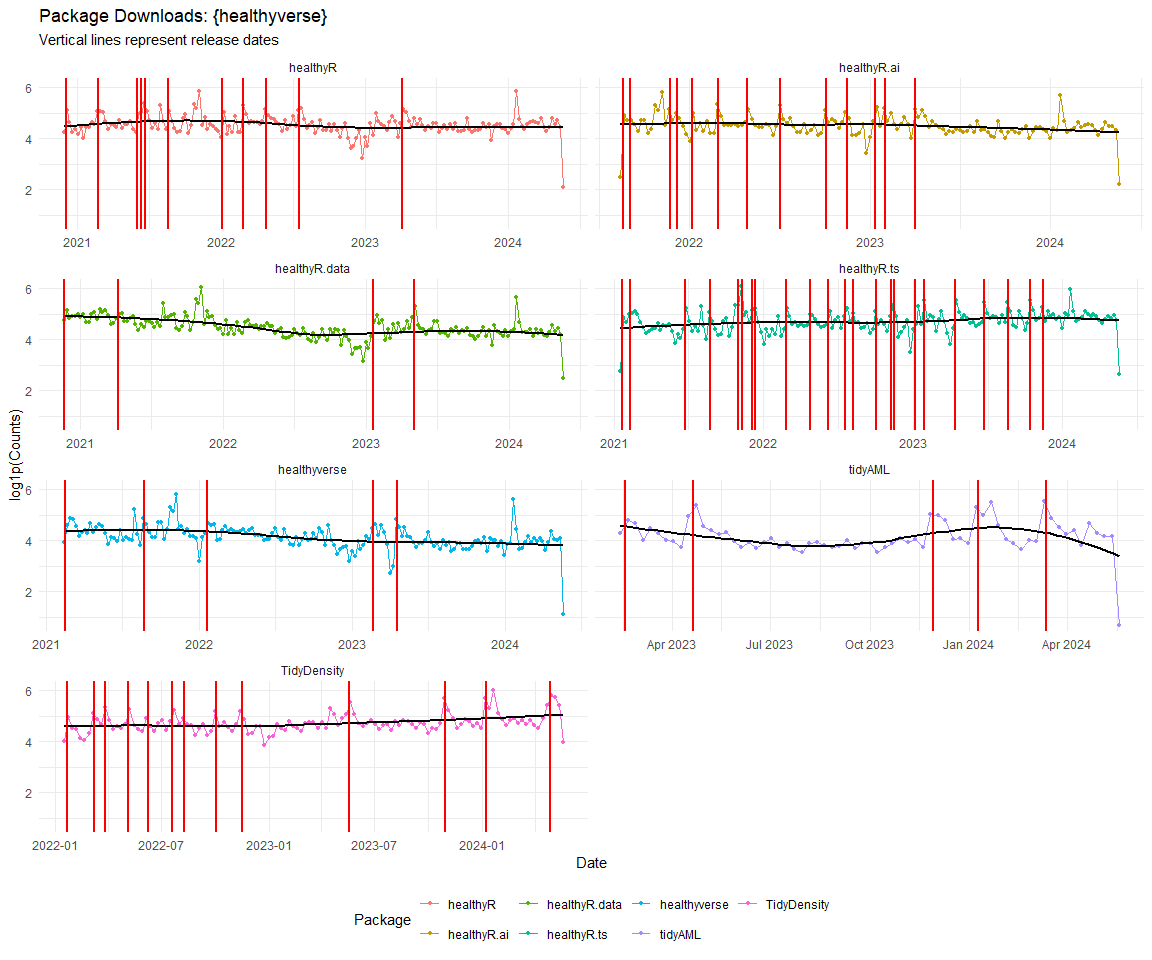 Package Downloads: {healthyverse}
Vertical lines represent release dates
healthyR
healthyR.ai
6
4
2
2021 2022 2023 2024
2022 2023 2024
healthyR.data
healthyR.ts
6
4
2
2021 2022 2023 2024
2021 2022 2023 2024
log1p(Counts)
healthyverse
tidyAML
6
4
2
2021 2022 2023 2024
Apr 2023 Jul 2023 Oct 2023 Jan 2024 Apr 2024
TidyDensity
6
4
2
2022-01 2022-07 2023-01 2023-07 2024-01
Date
Package
healthyR healthyR.data healthyverse TidyDensity
healthyR.ai healthyR.ts tidyAML